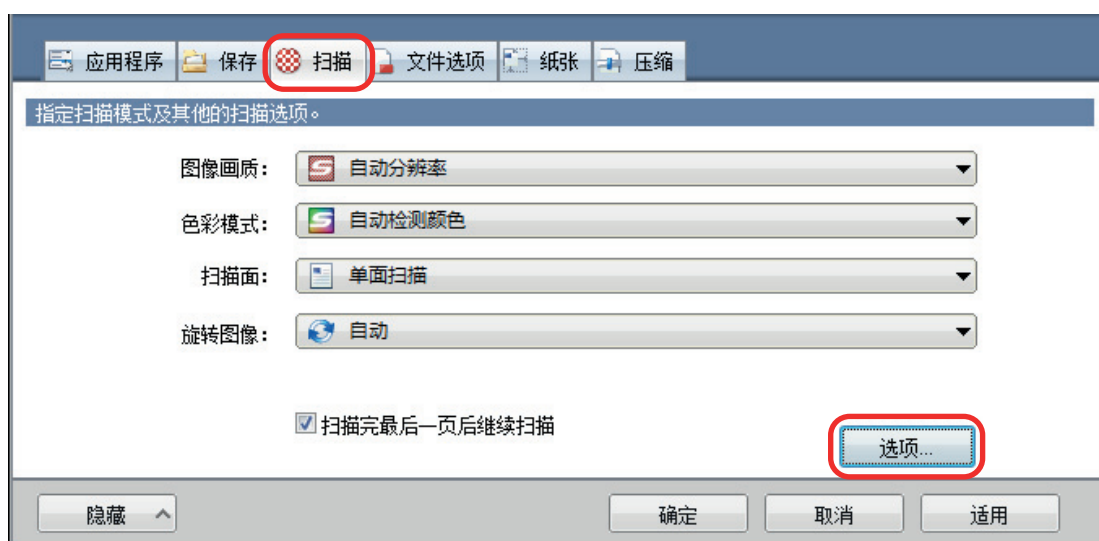 应用程序 保存 扫描 文件选项 纸张 压缩
指定扫描模式及其他的扫描选项。
图像画质： 自动分辨率
色彩模式： 自动检测颜色
扫描面： 单面扫描
旋转图像： 自动
扫描完最后一页后继续扫描
选项...
隐藏 确定 取消 适用